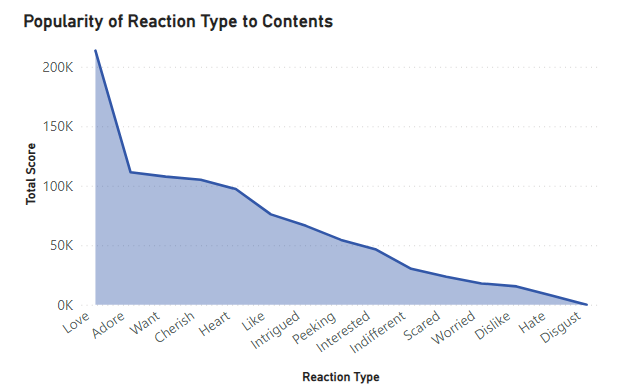 Popularity of Reaction Type to Contents
Total Score
200K
150K
100K
50K
0K
Love
Adore
Want
Cherish
Heart
Like
Intrigued
Peeking
Interested
Indifferent
Scared
Worried
Dislike
Hate
Disgust
Reaction Type